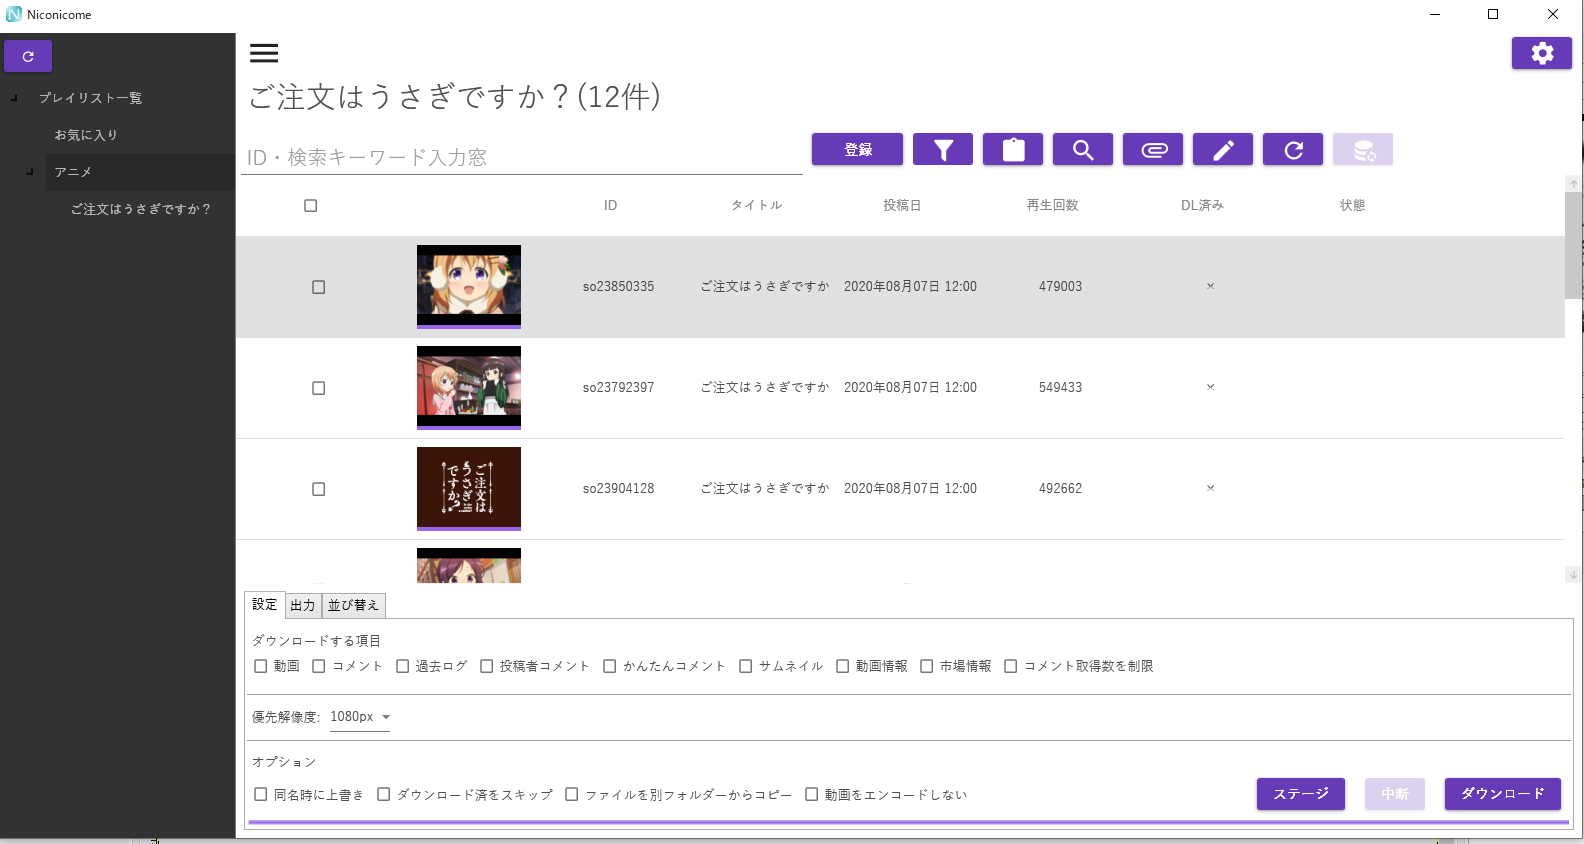 Niconicome
プレイリスト一覧
お気に入り
アニメ
ご注文はうさぎですか？
ご注文はうさぎですか？(12件)
ID・検索キーワード入力窓
登録
ID タイトル 投稿日 再生回数 DL済み 状態
so23850335 ご注文はうさぎですか 2020年08月07日 12:00 479003 ×
so23792397 ご注文はうさぎですか 2020年08月07日 12:00 549433 ×
ご注文は
うさぎ
ですか？
so23904128 ご注文はうさぎですか 2020年08月07日 12:00 492662 ×
設定 出力 並び替え
ダウンロードする項目
動画 コメント 過去ログ 投稿者コメント かんたんコメント サムネイル 動画情報 市場情報 コメント取得数を制限
優先解像度: 1080px
オプション
同名時に上書き ダウンロード済をスキップ ファイルを別フォルダーからコピー 動画をエンコードしない
ステージ 中断 ダウンロード